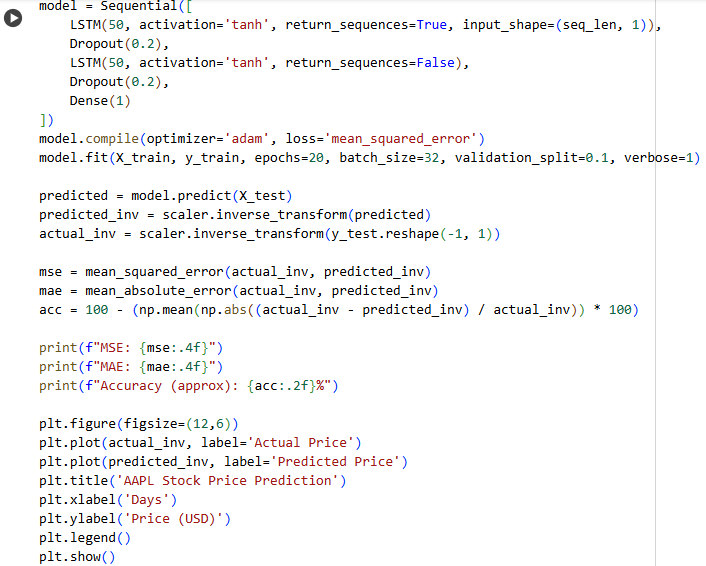 model = Sequential([
    LSTM(50, activation='tanh', return_sequences=True, input_shape=(seq_len, 1)),
    Dropout(0.2),
    LSTM(50, activation='tanh', return_sequences=False),
    Dropout(0.2),
    Dense(1)
])
model.compile(optimizer='adam', loss='mean_squared_error')
model.fit(X_train, y_train, epochs=20, batch_size=32, validation_split=0.1, verbose=1)

predicted = model.predict(X_test)
predicted_inv = scaler.inverse_transform(predicted)
actual_inv = scaler.inverse_transform(y_test.reshape(-1, 1))

mse = mean_squared_error(actual_inv, predicted_inv)
mae = mean_absolute_error(actual_inv, predicted_inv)
acc = 100 - (np.mean(np.abs((actual_inv - predicted_inv) / actual_inv)) * 100)

print(f"MSE: {mse:.4f}")
print(f"MAE: {mae:.4f}")
print(f"Accuracy (approx): {acc:.2f}%")

plt.figure(figsize=(12,6))
plt.plot(actual_inv, label='Actual Price')
plt.plot(predicted_inv, label='Predicted Price')
plt.title('AAPL Stock Price Prediction')
plt.xlabel('Days')
plt.ylabel('Price (USD)')
plt.legend()
plt.show()